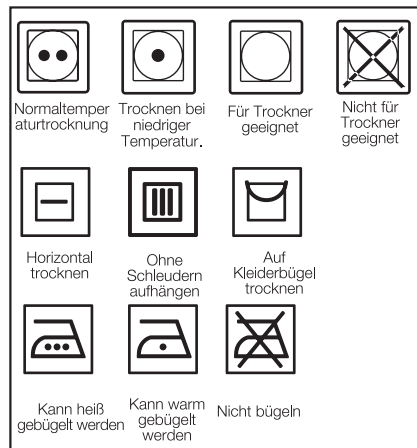 Normaltemper
aturtrocknung
Trocknen bei
niedriger
Temperatur.
Für Trockner
geeignet
Nicht für
Trockner
geeignet
Horizontal
trocknen
Ohne
Schleudern
aufhängen
Auf
Kleiderbügel
trocknen
Kann heiß
gebügelt werden
Kann warm
gebügelt
werden
Nicht bügeln